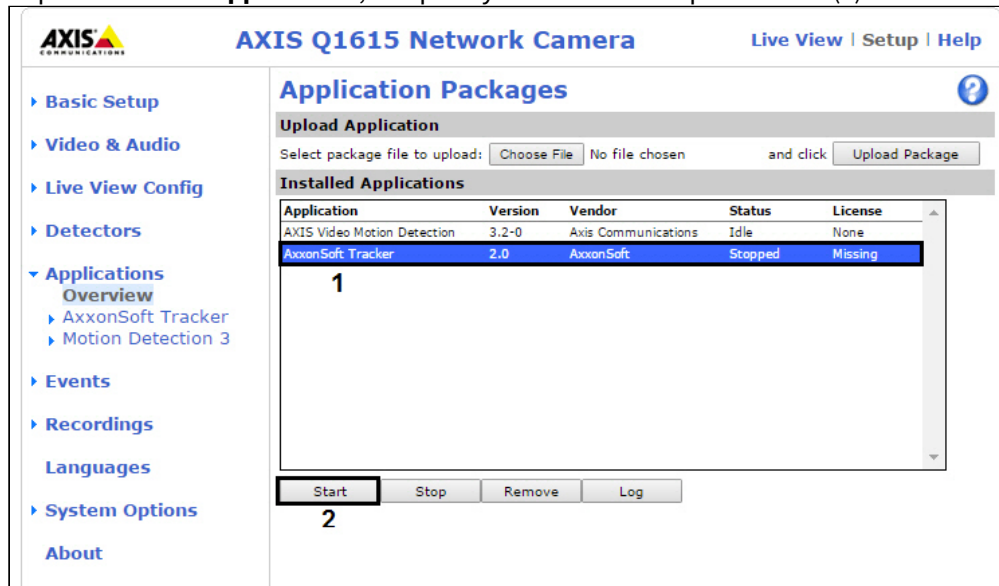 AXIS COMMUNICATIONS
AXIS Q1615 Network Camera
Live View | Setup | Help
Basic Setup
Video & Audio
Live View Config
Detectors
Applications
Overview
AxxonSoft Tracker
Motion Detection 3
Events
Recordings
Languages
System Options
About
Application Packages
?
Upload Application
Select package file to upload: Choose File No file chosen and click Upload Package
Installed Applications
Application Version Vendor Status License
AXIS Video Motion Detection 3.2-0 Axis Communications Idle None
AxxonSoft Tracker 2.0 AxxonSoft Stopped Missing
1
Start Stop Remove Log
2